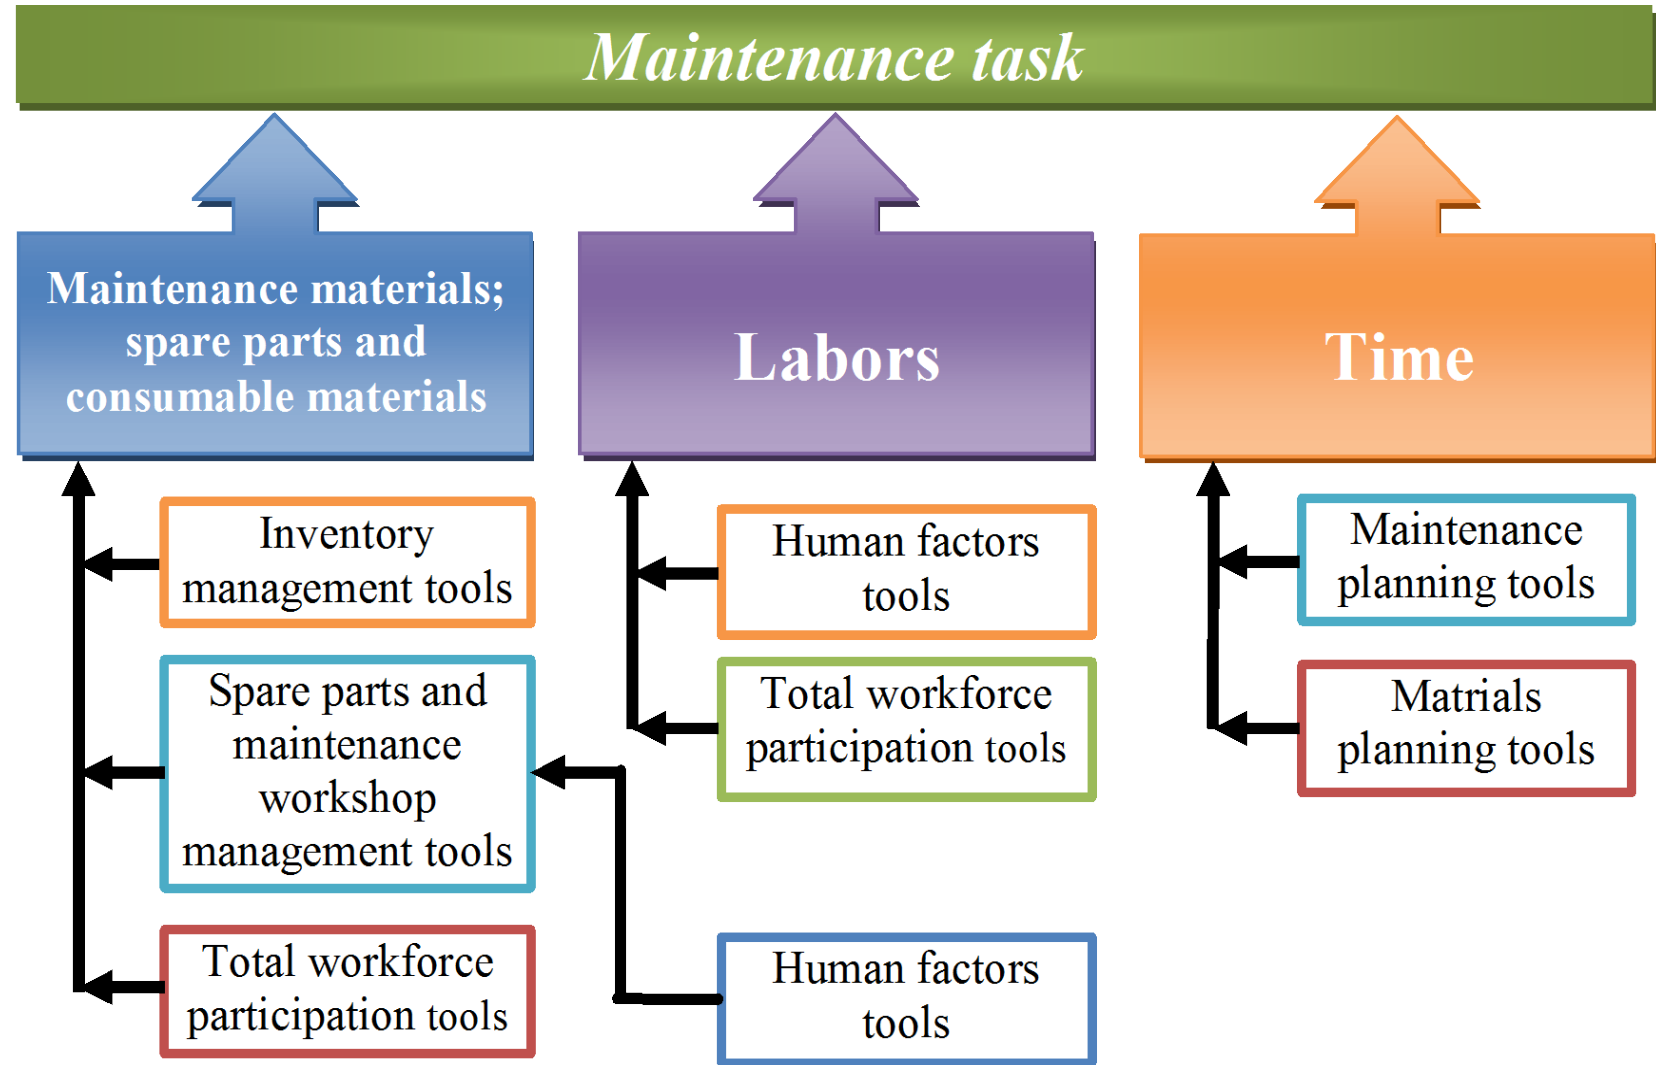 Maintenance task
Maintenance materials;
spare parts and
consumable materials
Labors
Time
Inventory
management tools
Spare parts and
maintenance
workshop
management tools
Total workforce
participation tools
Human factors
tools
Total workforce
participation tools
Human factors
tools
Maintenance
planning tools
Matrials
planning tools